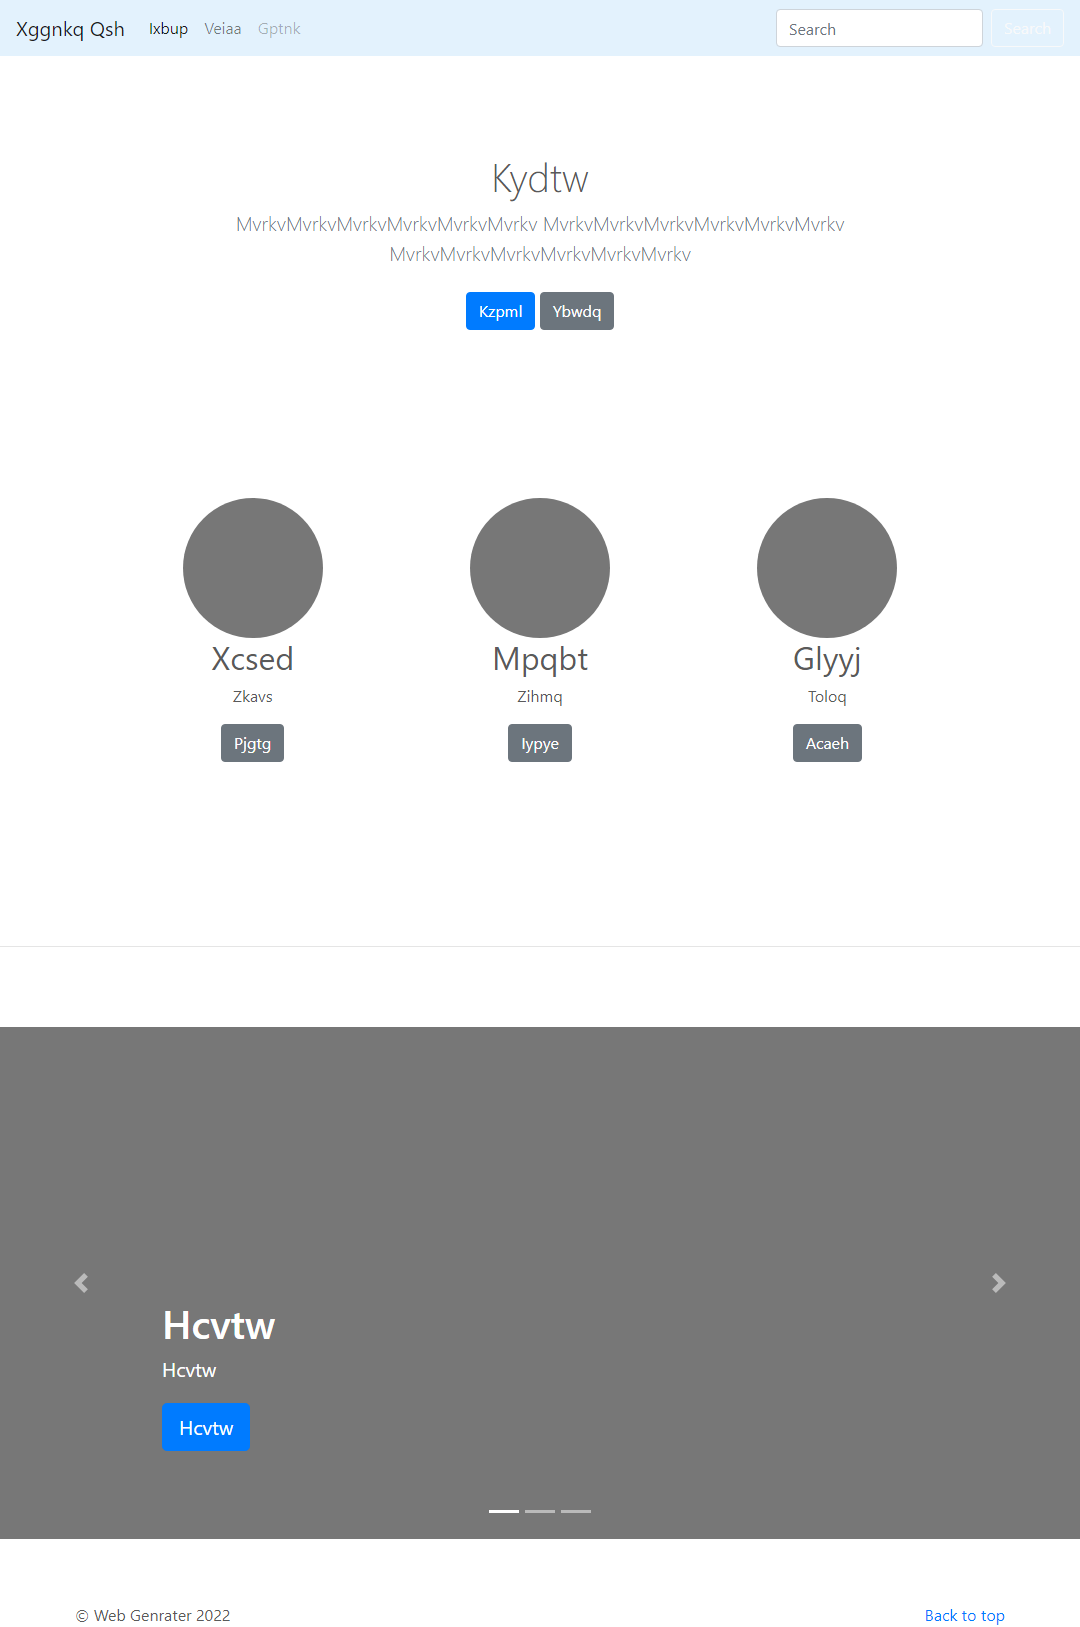 Xggnkq Qsh Ixbup Veiaa Gptnk Search Search
Kydtw
MvrkvMvrkvMvrkvMvrkvMvrkvMvrkv MvrkvMvrkvMvrkvMvrkvMvrkvMvrkv
MvrkvMvrkvMvrkvMvrkvMvrkvMvrkv
Kzpml Ybwdq
Xcsed Mpqbt Glyyj
Zkavs Zihmq Toloq
Pjgtg Iypye Acaeh
Hcvtw
Hcvtw
Hcvtw
© Web Genrater 2022 Back to top